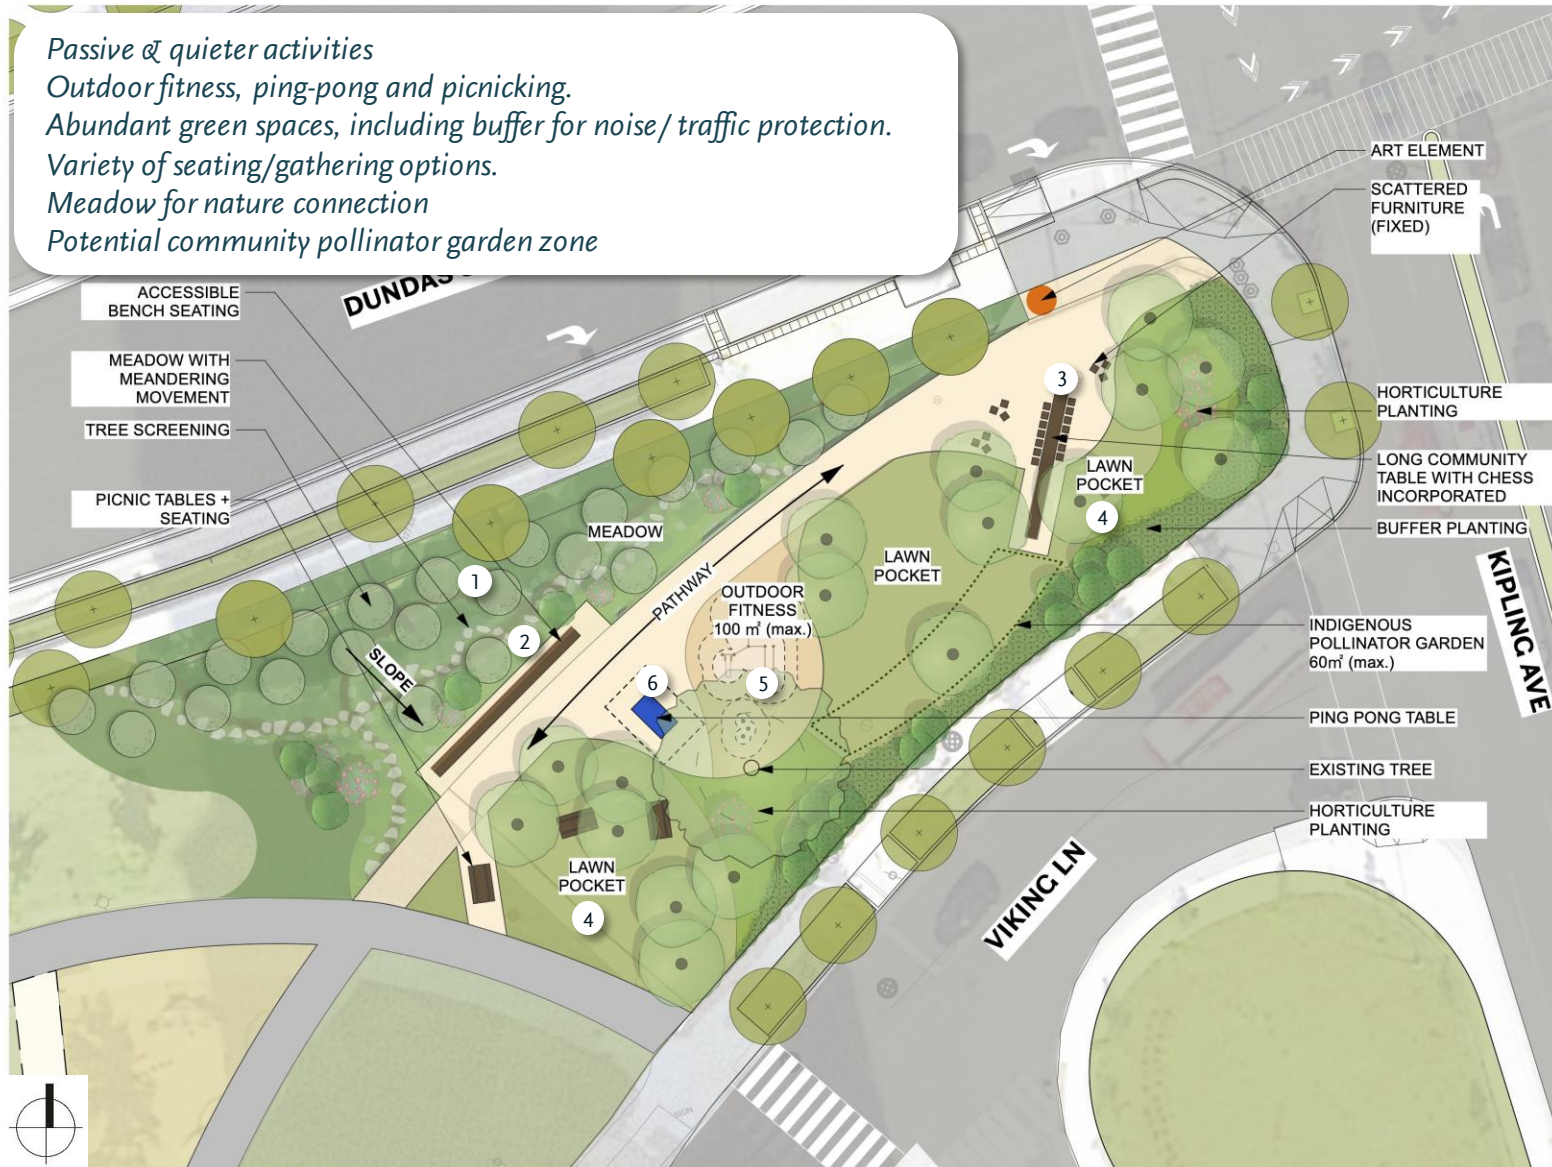 Passive & quieter activities
Outdoor fitness, ping-pong and picnicking.
Abundant green spaces, including buffer for noise/ traffic protection.
Variety of seating/gathering options.
Meadow for nature connection
Potential community pollinator garden zone
DUNDAS
ACCESSIBLE
BENCH SEATING
MEADOW WITH
MEANDERING
MOVEMENT
TREE SCREENING
PICNIC TABLES +
SEATING
ART ELEMENT
SCATTERED
FURNITURE
(FIXED)
HORTICULTURE
PLANTING
LONG COMMUNITY
TABLE WITH CHESS
INCORPORATED
BUFFER PLANTING
INDIGENOUS
POLLINATOR GARDEN
60㎡ (max.)
PING PONG TABLE
EXISTING TREE
HORTICULTURE
PLANTING
KIPLING AVE
VIKING LN
3
LAWN
POCKET
4
MEADOW
1
LAWN
POCKET
PATHWAY
OUTDOOR
FITNESS
100 ㎡ (max.)
2
SLOPE
6
5
LAWN
POCKET
4
SIGN